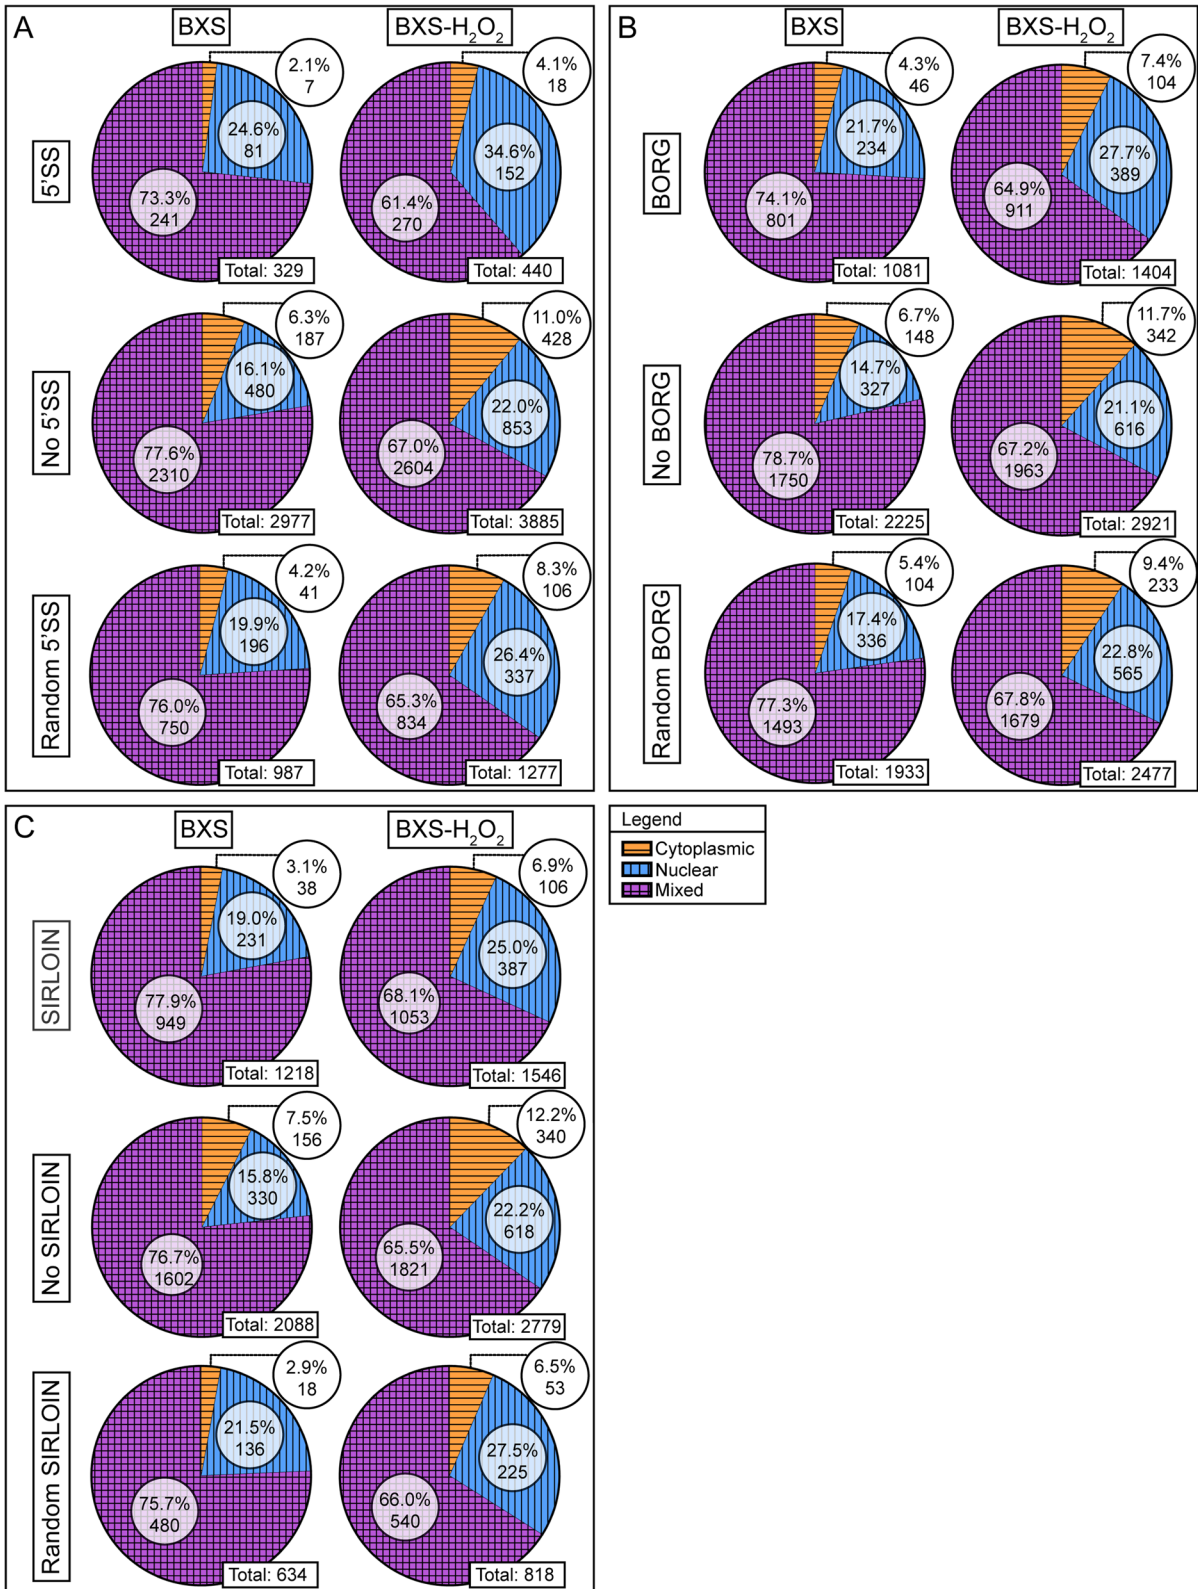 A
BXS
BXS-H₂O₂
5'SS
2.1%
7
24.6%
81
73.3%
241
Total: 329
4.1%
18
34.6%
152
61.4%
270
Total: 440
No 5'SS
6.3%
187
16.1%
480
77.6%
2310
Total: 2977
11.0%
428
22.0%
853
67.0%
2604
Total: 3885
Random 5'SS
4.2%
41
19.9%
196
76.0%
750
Total: 987
8.3%
106
26.4%
337
65.3%
834
Total: 1277
B
BXS
BXS-H₂O₂
BORG
4.3%
46
21.7%
234
74.1%
801
Total: 1081
7.4%
104
27.7%
389
64.9%
911
Total: 1404
No BORG
6.7%
148
14.7%
327
78.7%
1750
Total: 2225
11.7%
342
21.1%
616
67.2%
1963
Total: 2921
Random BORG
5.4%
104
17.4%
336
77.3%
1493
Total: 1933
9.4%
233
22.8%
565
67.8%
1679
Total: 2477
C
BXS
BXS-H₂O₂
SIRLOIN
3.1%
38
19.0%
231
77.9%
949
Total: 1218
6.9%
106
25.0%
387
68.1%
1053
Total: 1546
No SIRLOIN
7.5%
156
15.8%
330
76.7%
1602
Total: 2088
12.2%
340
22.2%
618
65.5%
1821
Total: 2779
Random SIRLOIN
2.9%
18
21.5%
136
75.7%
480
Total: 634
6.5%
53
27.5%
225
66.0%
540
Total: 818
Legend
Cytoplasmic
Nuclear
Mixed